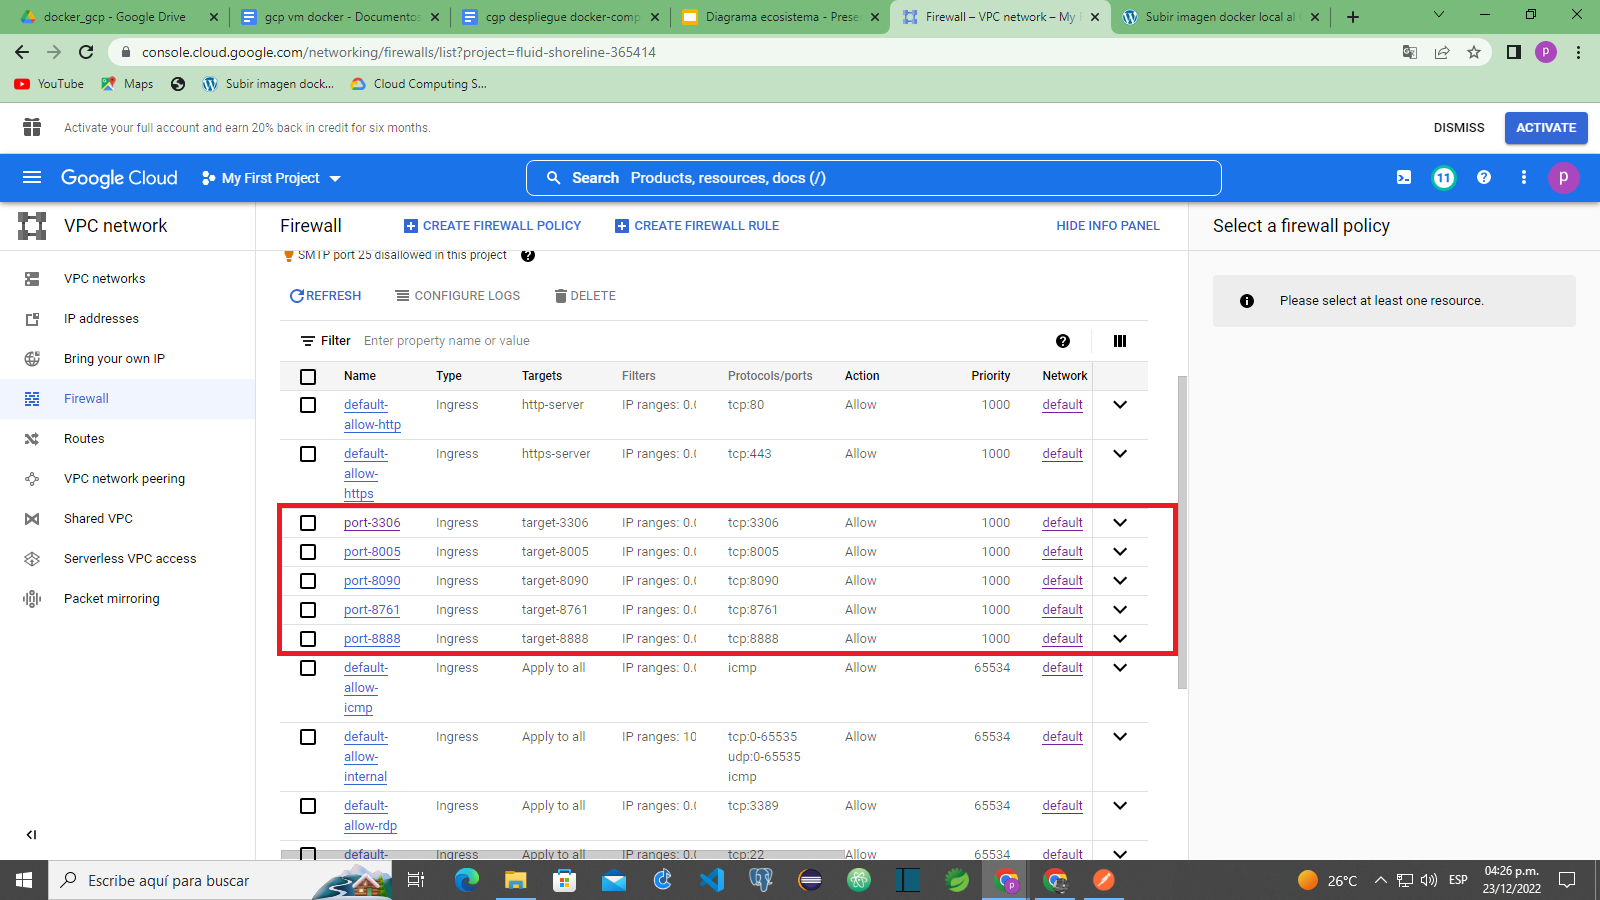 docker_gcp - Google Drive
gcp vm docker - Documentos
cgp despliegue docker-comp
Diagrama ecosistema - Prese
Firewall – VPC network – My
Subir imagen docker local al
console.cloud.google.com/networking/firewalls/list?project=fluid-shoreline-365414
p
YouTube
Maps
Subir imagen dock...
Cloud Computing S...
Activate your full account and earn 20% back in credit for six months.
DISMISS
ACTIVATE
Google Cloud
My First Project
Search Products, resources, docs (/)
11
p
VPC network
Firewall
CREATE FIREWALL POLICY
CREATE FIREWALL RULE
HIDE INFO PANEL
Select a firewall policy
VPC networks
IP addresses
Bring your own IP
Firewall
Routes
VPC network peering
Shared VPC
Serverless VPC access
Packet mirroring
SMTP port 25 disallowed in this project
REFRESH
CONFIGURE LOGS
DELETE
Please select at least one resource.
Filter Enter property name or value
Name Type Targets Filters Protocols/ports Action Priority Network
default-allow-http Ingress http-server IP ranges: 0.0 tcp:80 Allow 1000 default
default-allow-https Ingress https-server IP ranges: 0.0 tcp:443 Allow 1000 default
port-3306 Ingress target-3306 IP ranges: 0.0 tcp:3306 Allow 1000 default
port-8005 Ingress target-8005 IP ranges: 0.0 tcp:8005 Allow 1000 default
port-8090 Ingress target-8090 IP ranges: 0.0 tcp:8090 Allow 1000 default
port-8761 Ingress target-8761 IP ranges: 0.0 tcp:8761 Allow 1000 default
port-8888 Ingress target-8888 IP ranges: 0.0 tcp:8888 Allow 1000 default
default-allow-icmp Ingress Apply to all IP ranges: 0.0 icmp Allow 65534 default
default-allow-internal Ingress Apply to all IP ranges: 10 tcp:0-65535 udp:0-65535 icmp Allow 65534 default
default-allow-rdp Ingress Apply to all IP ranges: 0.0 tcp:3389 Allow 65534 default
default- Ingress Apply to all IP ranges: 0.0 tcp:22 Allow 65534 default
Escribe aquí para buscar
26°C
ESP
04:26 p.m.
23/12/2022